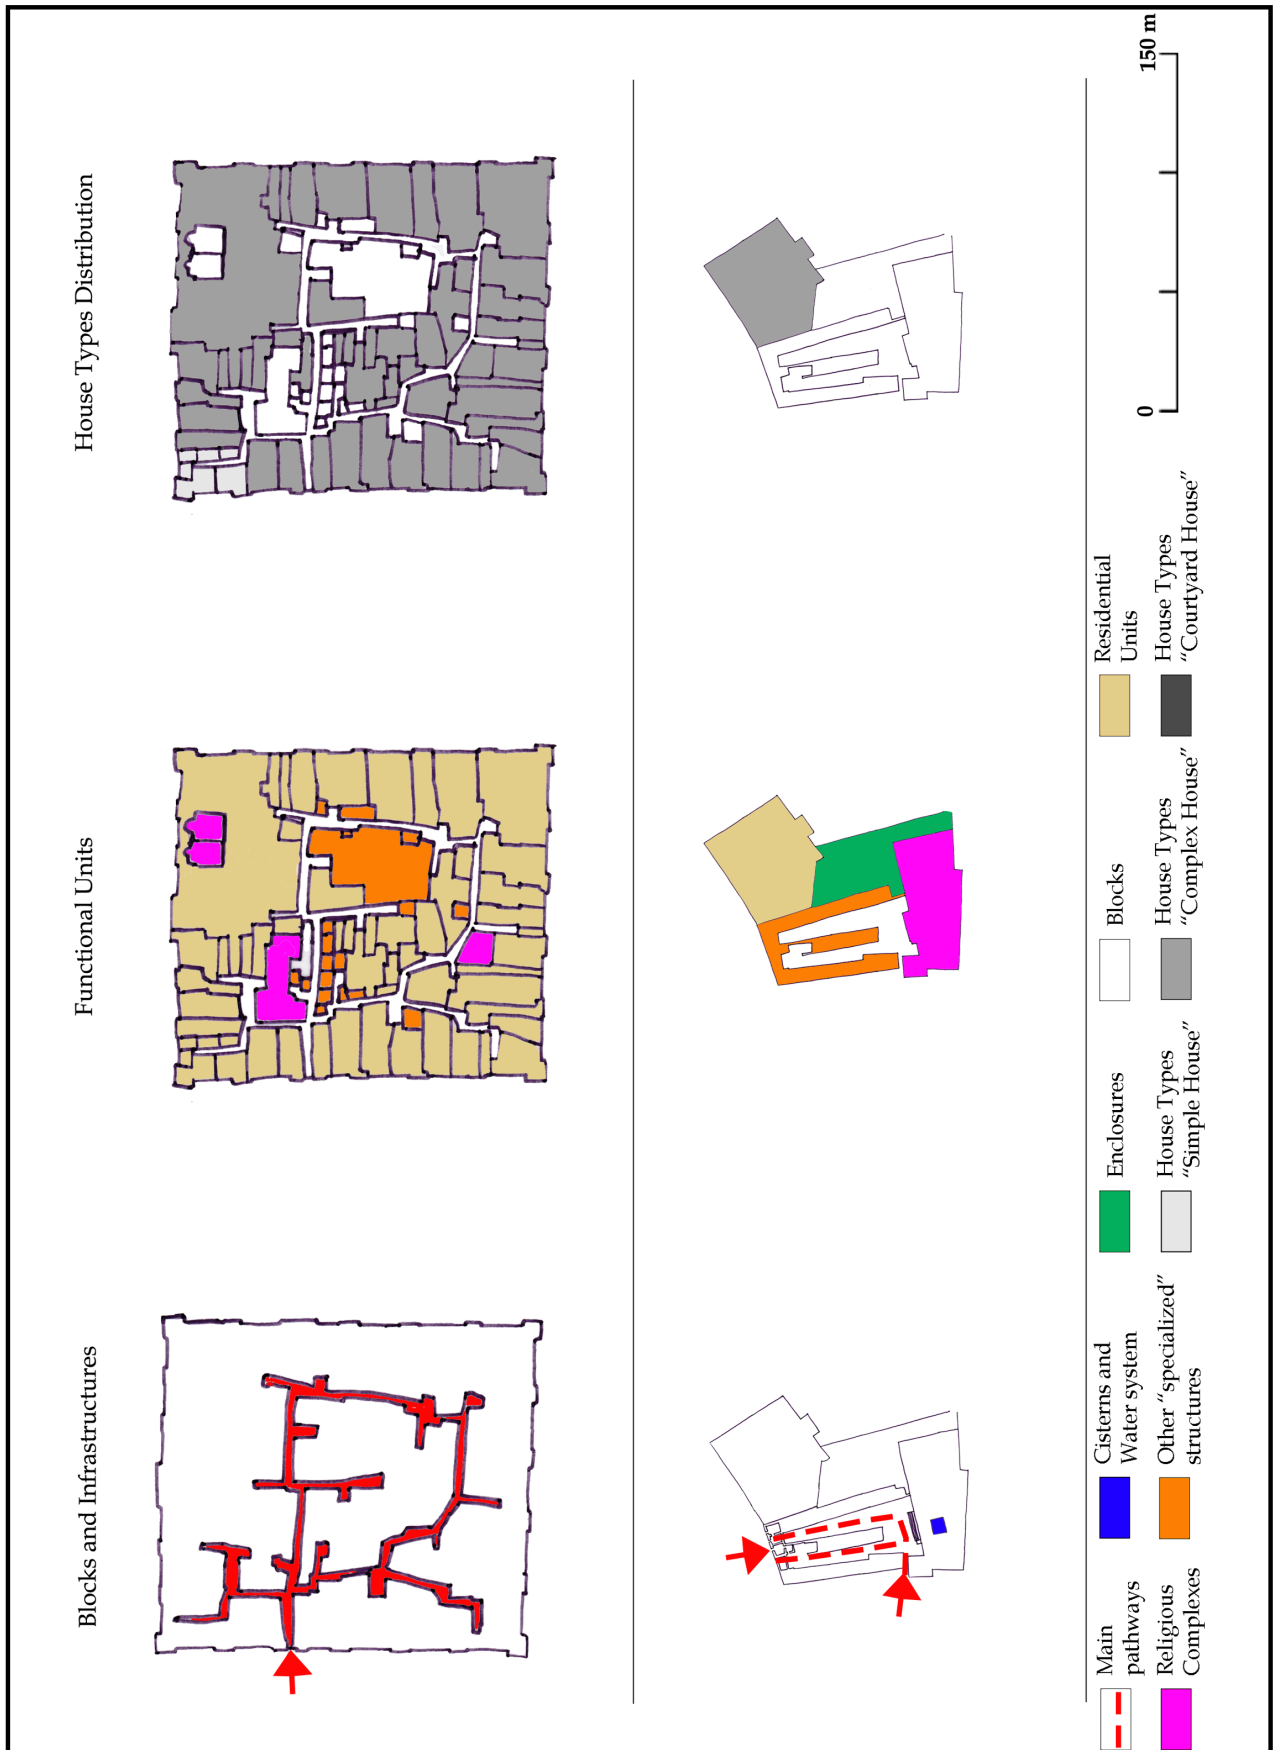 Blocks and Infrastructures
Functional Units
House Types Distribution
Main
pathways
Cisterns and
Water system
Enclosures
Blocks
Residential
Units
Religious
Complexes
Other “specialized”
structures
House Types
“Simple House”
House Types
“Complex House”
House Types
“Courtyard House”
0
150 m